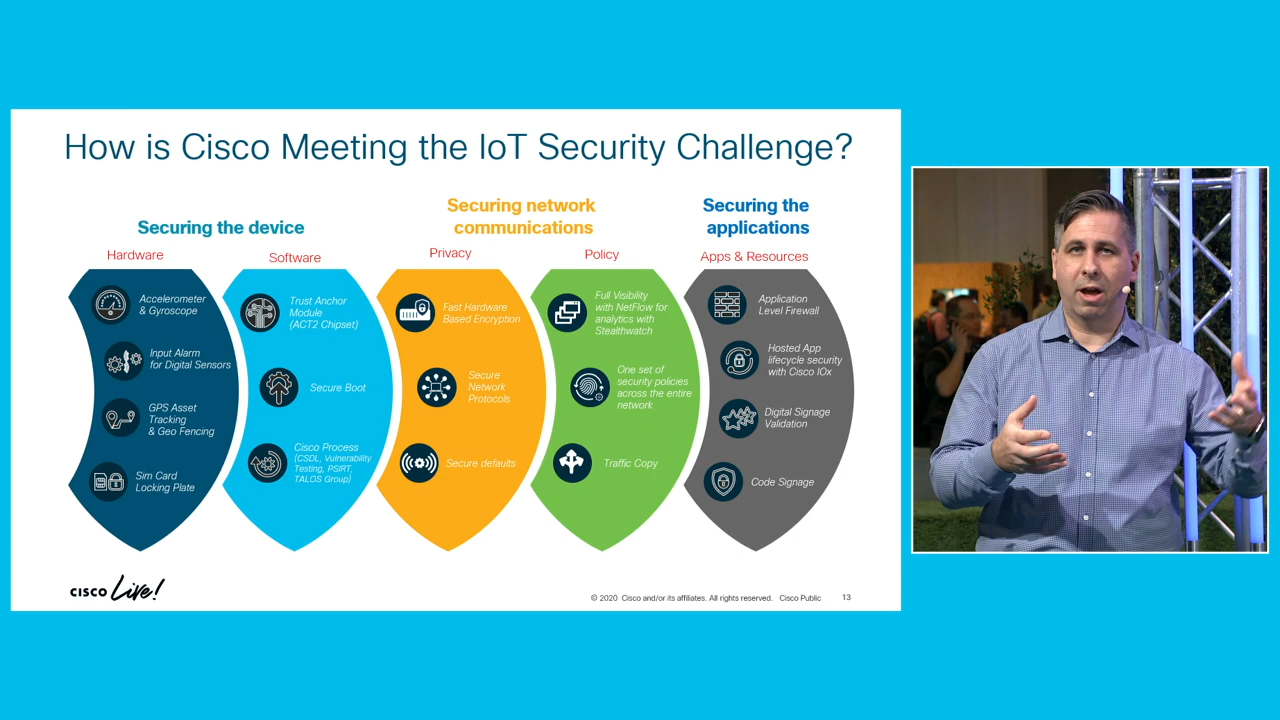 How is Cisco Meeting the IoT Security Challenge?
Securing the device
Securing network
communications
Securing the
applications
Hardware
Software
Privacy
Policy
Apps & Resources
Accelerometer
& Gyroscope
Input Alarm
for Digital Sensors
GPS Asset
Tracking
& Geo Fencing
Sim Card
Locking Plate
Trust Anchor
Module
(ACT2 Chipset)
Secure Boot
Cisco Process
(CSDL, Vulnerability
Testing, PSIRT,
TALOS Group)
Fast Hardware
Based Encryption
Secure
Network
Protocols
Secure defaults
Full Visibility
with NetFlow for
analytics with
Stealthwatch
One set of
security policies
across the entire
network
Traffic Copy
Application
Level Firewall
Hosted App
lifecycle security
with Cisco IOx
Digital Signage
Validation
Code Signage
CISCO Live!
© 2020 Cisco and/or its affiliates. All rights reserved. Cisco Public 13